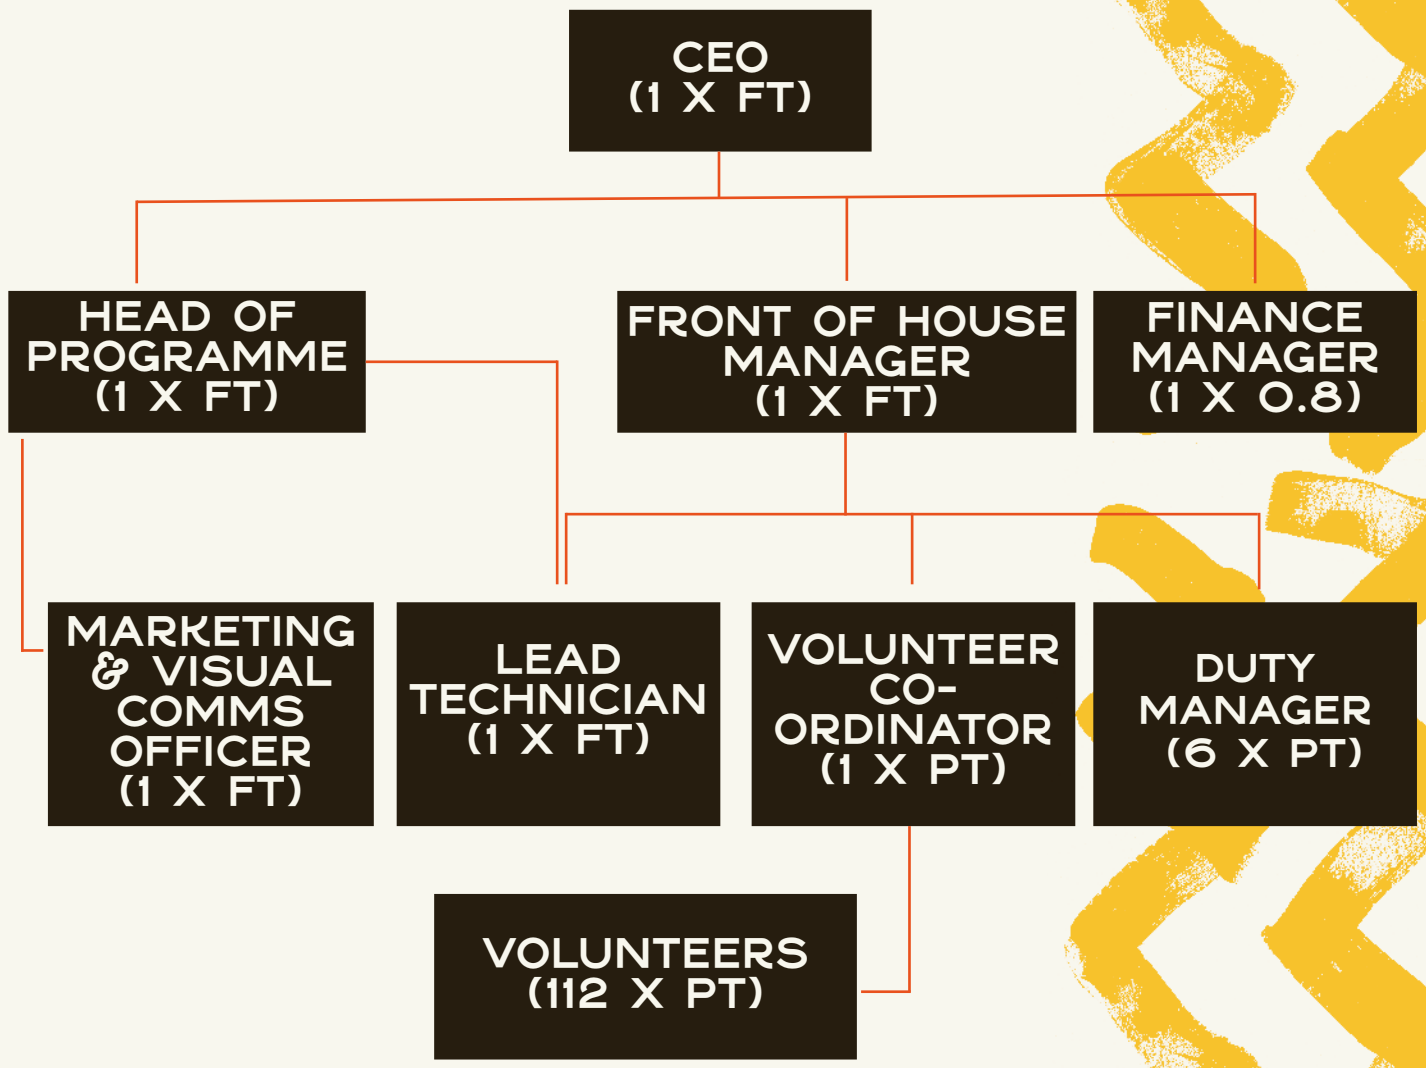 CEO
(1 X FT)
HEAD OF
PROGRAMME
(1 X FT)
FRONT OF HOUSE
MANAGER
(1 X FT)
FINANCE
MANAGER
(1 X 0.8)
MARKETING
& VISUAL
COMMS
OFFICER
(1 X FT)
LEAD
TECHNICIAN
(1 X FT)
VOLUNTEER
CO-
ORDINATOR
(1 X PT)
DUTY
MANAGER
(6 X PT)
VOLUNTEERS
(112 X PT)